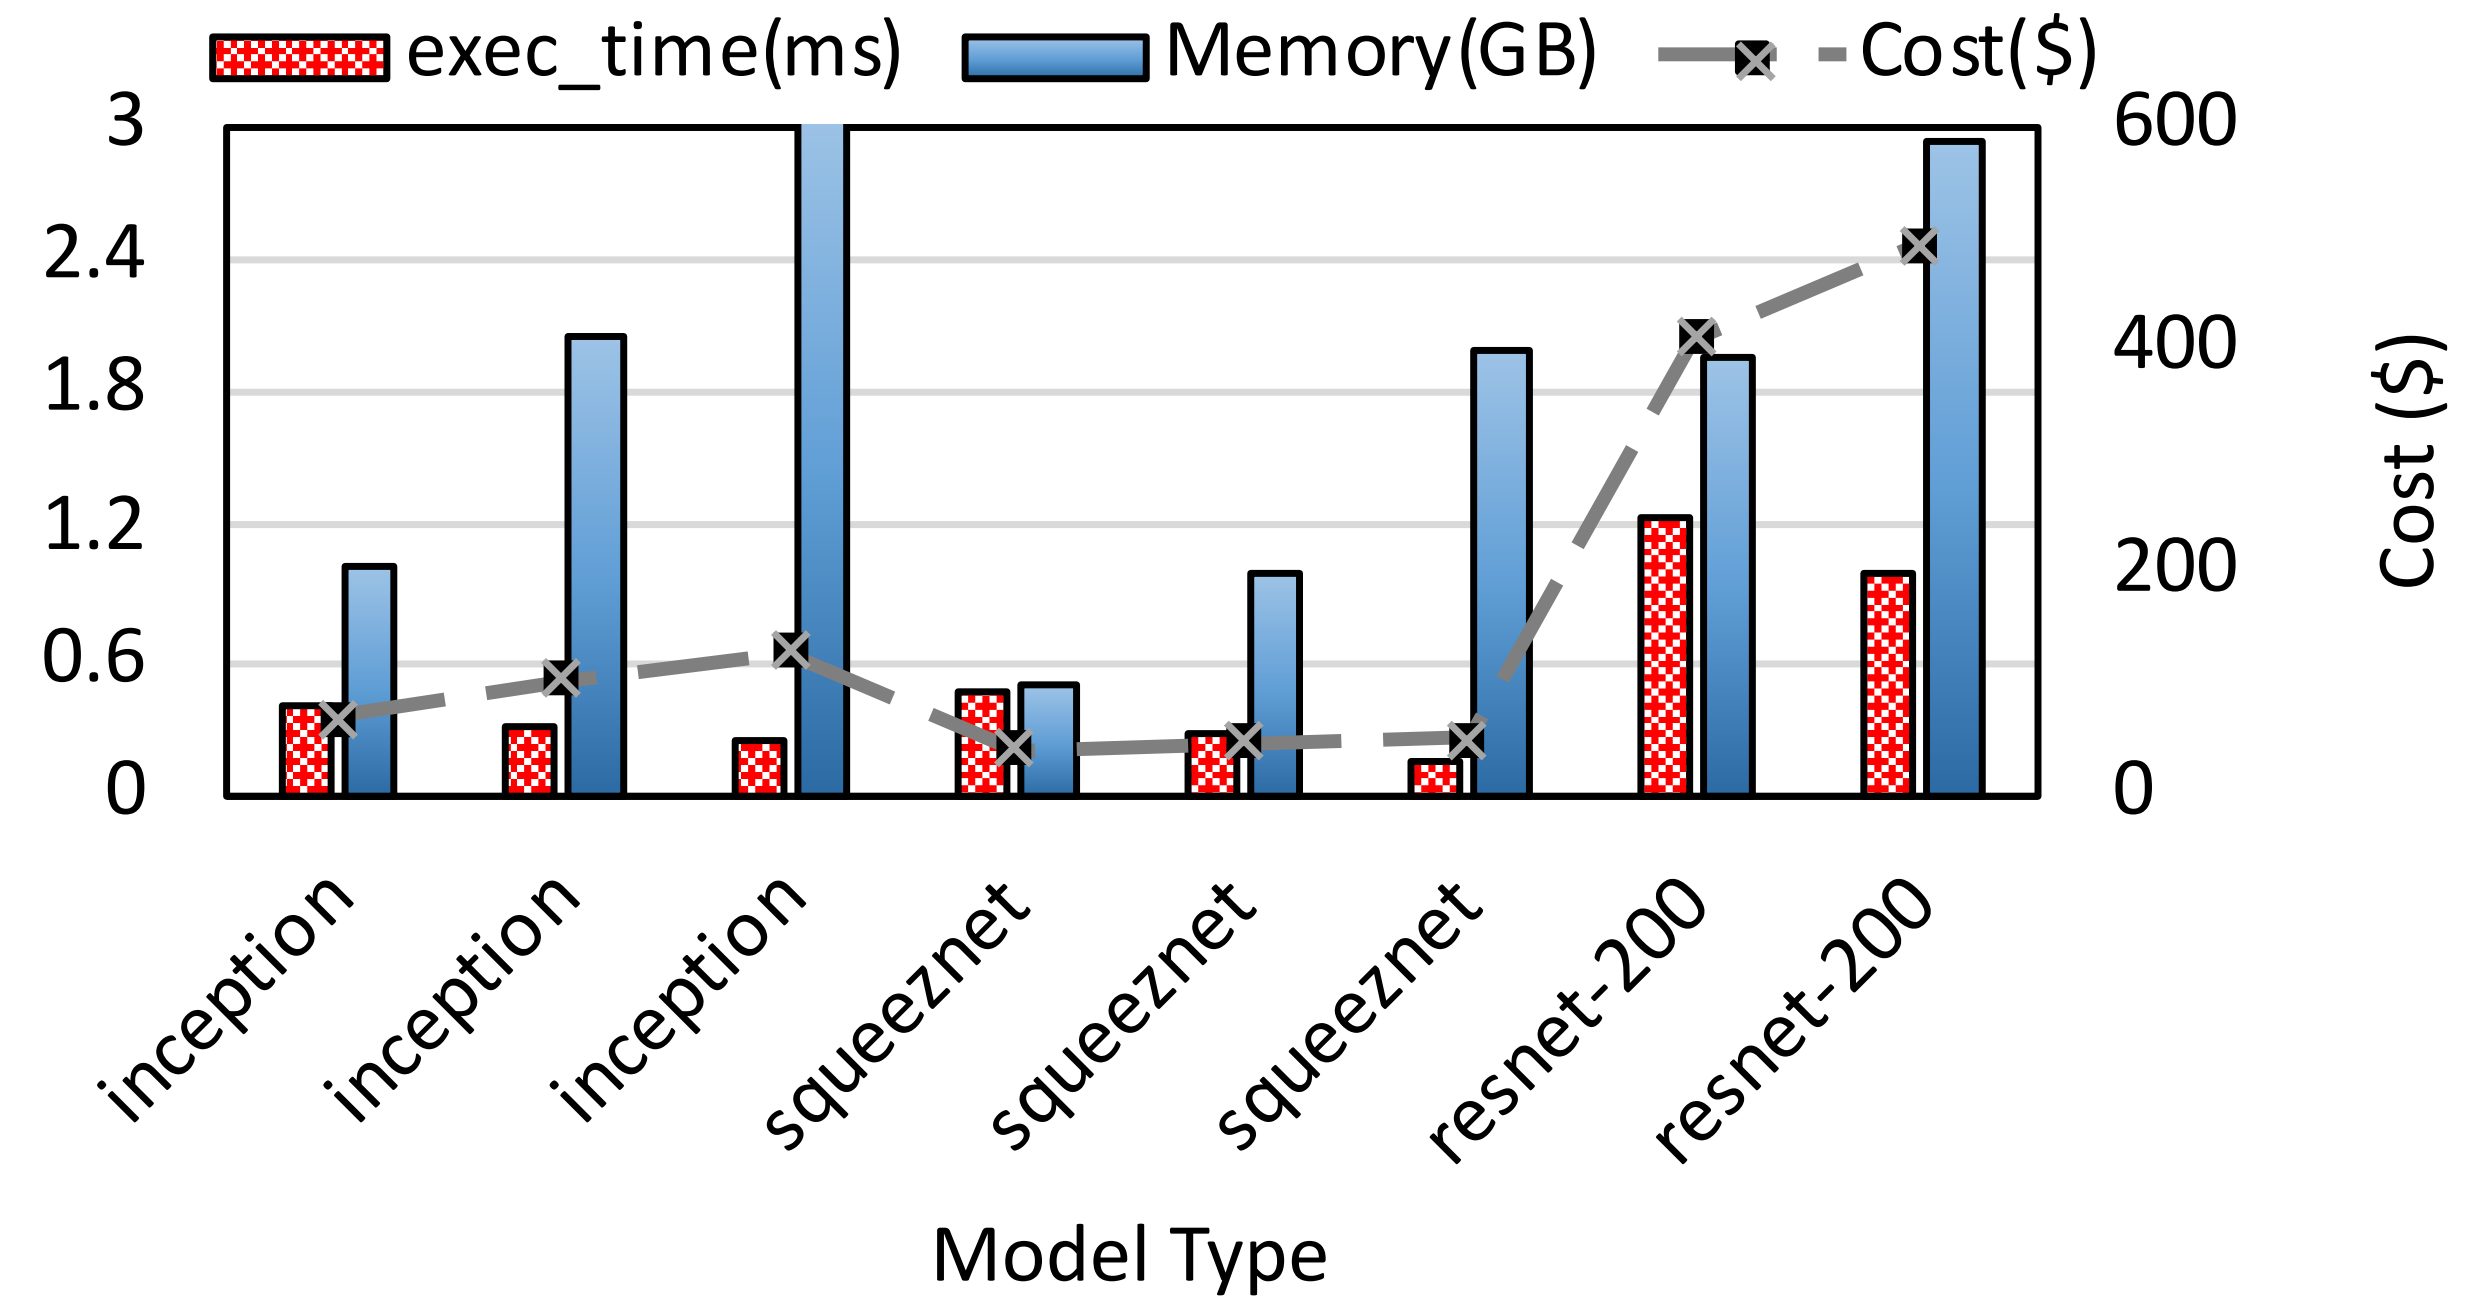 exec_time(ms) Memory(GB) Cost($)
3
2.4
1.8
1.2
0.6
0
600
400
200
0
Cost ($)
inception
inception
inception
squeeznet
squeeznet
squeeznet
resnet-200
resnet-200
Model Type